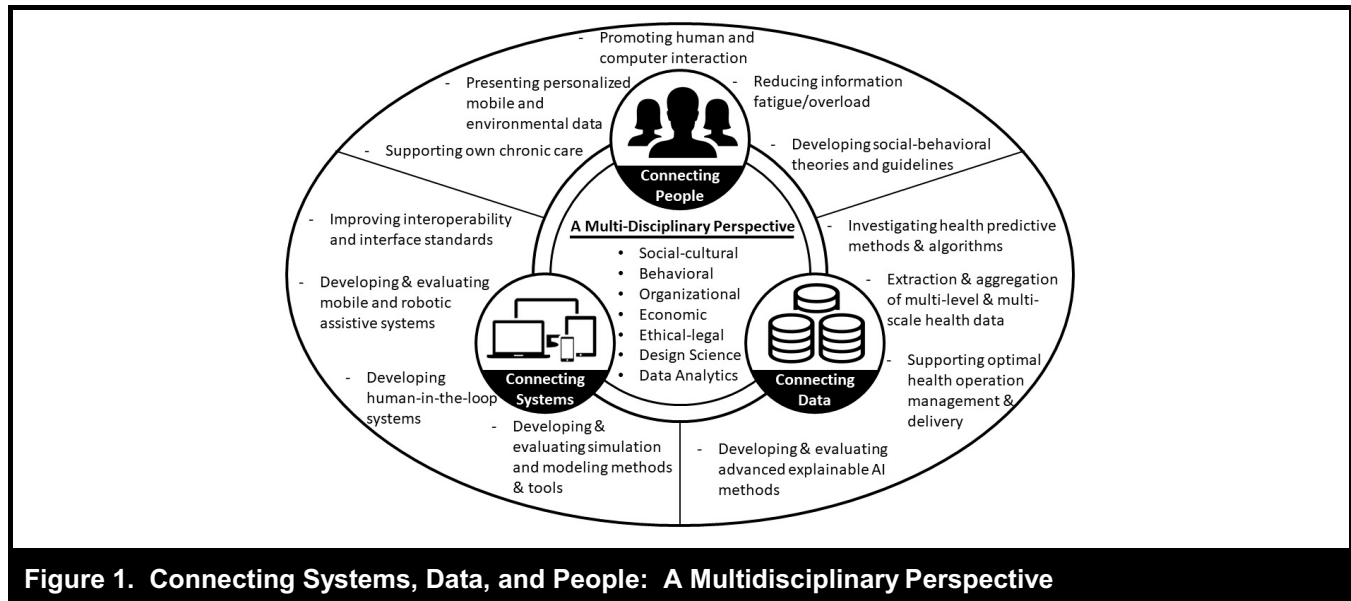 - Promoting human and
computer interaction
- Presenting personalized
mobile and
environmental data
- Reducing information
fatigue/overload
- Supporting own chronic care
- Developing social-behavioral
theories and guidelines
Connecting
People
- Improving interoperability
and interface standards
- Developing & evaluating
mobile and robotic
assistive systems
- Developing
human-in-the-loop
systems
- Developing &
evaluating simulation
and modeling methods
& tools
Connecting
Systems
A Multi-Disciplinary Perspective
• Social-cultural
• Behavioral
• Organizational
• Economic
• Ethical-legal
• Design Science
• Data Analytics
- Investigating health predictive
methods & algorithms
- Extraction & aggregation
of multi-level & multi-
scale health data
- Supporting optimal
health operation
management &
delivery
- Developing & evaluating
advanced explainable AI
methods
Connecting
Data
Figure 1. Connecting Systems, Data, and People: A Multidisciplinary Perspective